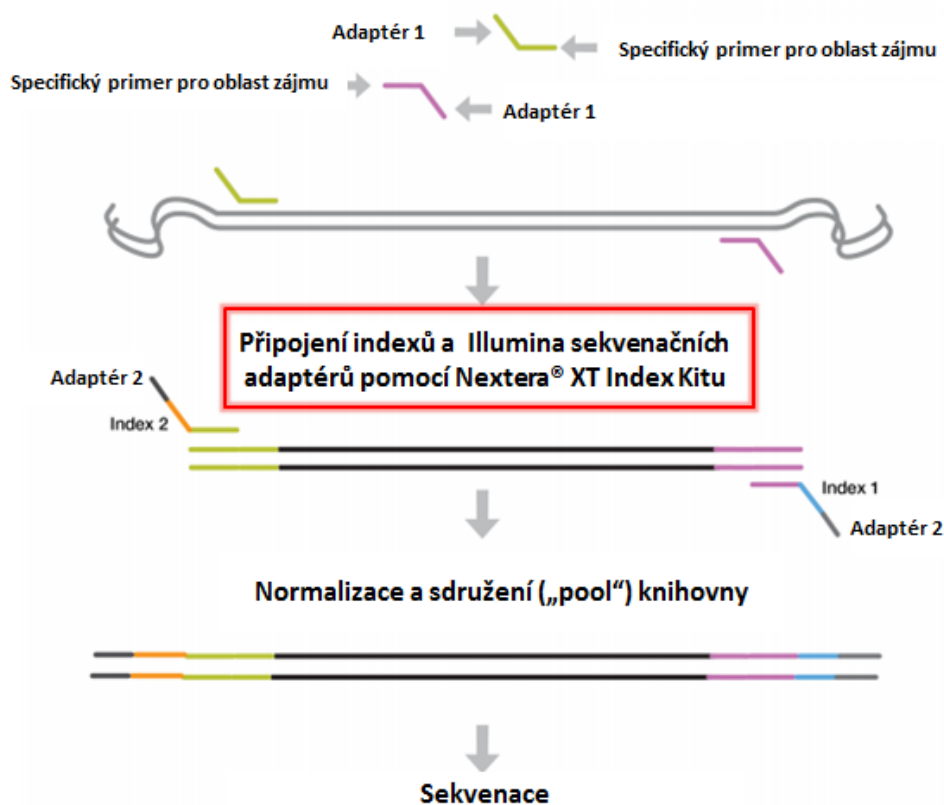 Adaptér 1
Specifický primer pro oblast zájmu
Specifický primer pro oblast zájmu
Adaptér 1
Připojení indexů a Illumina sekvenačních
adaptérů pomocí Nextera® XT Index Kitu
Adaptér 2
Index 2
Index 1
Adaptér 2
Normalizace a sdružení („pool“) knihovny
Sekvenace